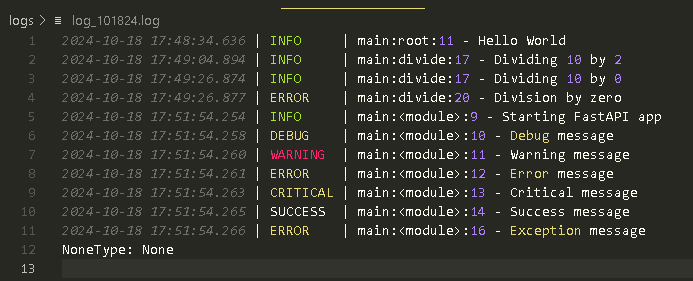 logs > log_101824.log
1 2024-10-18 17:48:34.636 | INFO     | main:root:11 - Hello World
2 2024-10-18 17:49:04.894 | INFO     | main:divide:17 - Dividing 10 by 2
3 2024-10-18 17:49:26.874 | INFO     | main:divide:17 - Dividing 10 by 0
4 2024-10-18 17:49:26.877 | ERROR    | main:divide:20 - Division by zero
5 2024-10-18 17:51:54.254 | INFO     | main:<module>:9 - Starting FastAPI app
6 2024-10-18 17:51:54.258 | DEBUG    | main:<module>:10 - Debug message
7 2024-10-18 17:51:54.260 | WARNING  | main:<module>:11 - Warning message
8 2024-10-18 17:51:54.261 | ERROR    | main:<module>:12 - Error message
9 2024-10-18 17:51:54.263 | CRITICAL | main:<module>:13 - Critical message
10 2024-10-18 17:51:54.265 | SUCCESS  | main:<module>:14 - Success message
11 2024-10-18 17:51:54.266 | ERROR    | main:<module>:16 - Exception message
12 NoneType: None
13